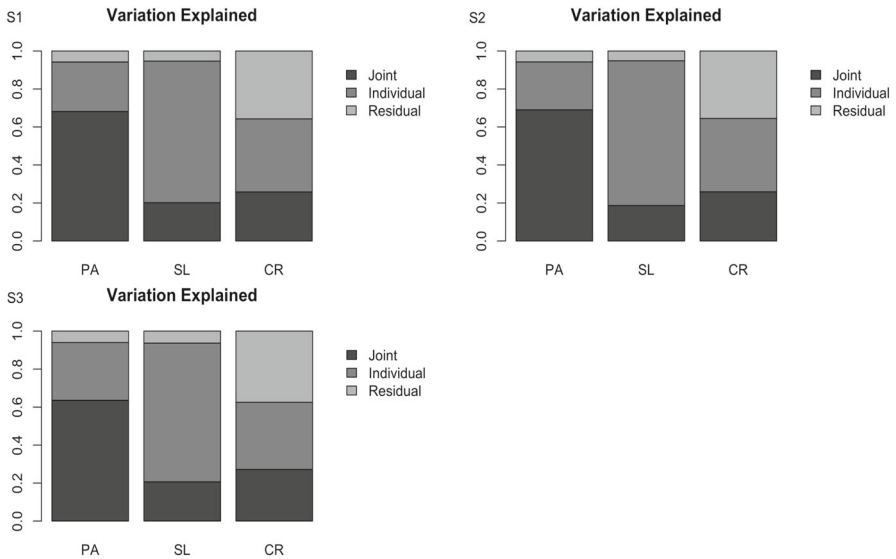 S1
Variation Explained
1.0
0.8
0.6
0.4
0.2
0.0
PA SL CR
Joint
Individual
Residual
S2
Variation Explained
1.0
0.8
0.6
0.4
0.2
0.0
PA SL CR
Joint
Individual
Residual
S3
Variation Explained
1.0
0.8
0.6
0.4
0.2
0.0
PA SL CR
Joint
Individual
Residual